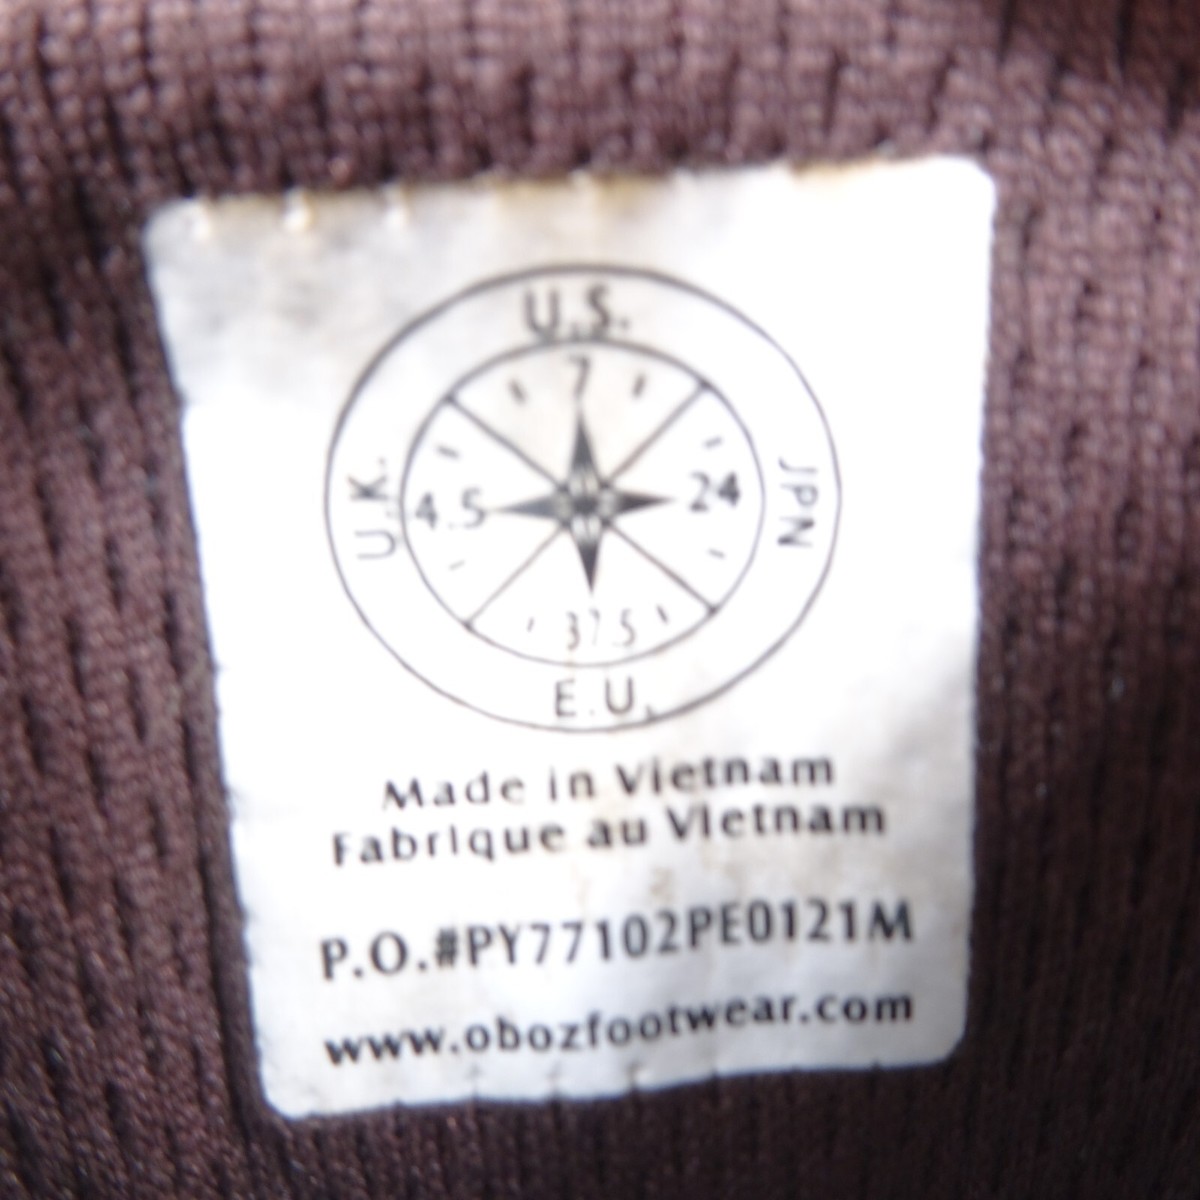 U.S.
7
U.K.
4.5
24
JPN
37.5
E.U.
Made in Vietnam
Fabrique au Vietnam
P.O.#PY77102PE0121M
www.obozfootwear.com